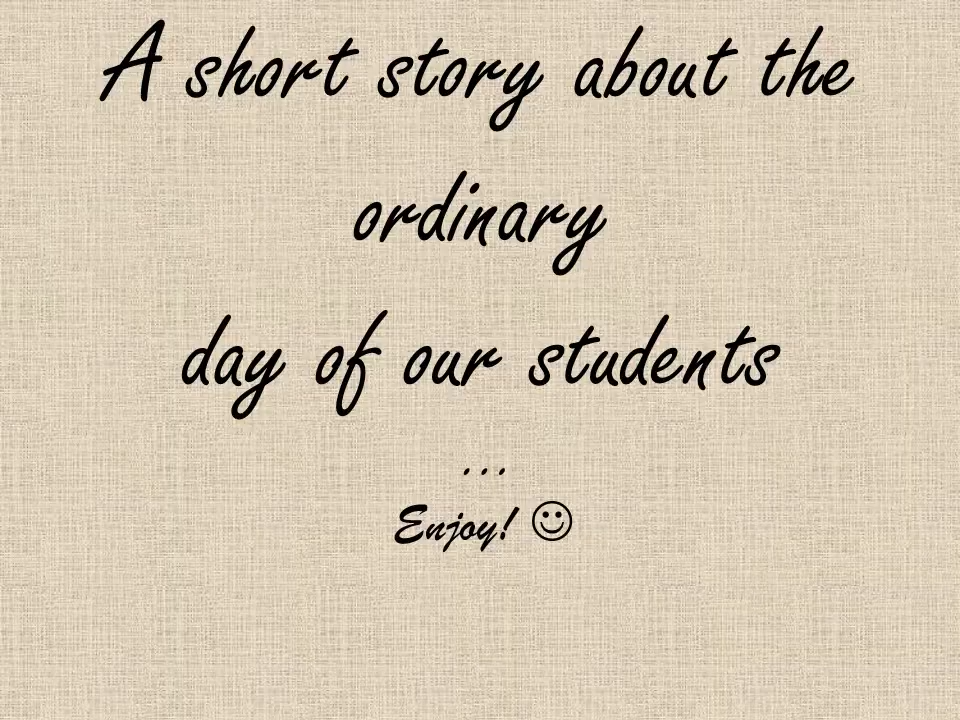 A short story about the
ordinary
day of our students
...
Enjoy! ☺